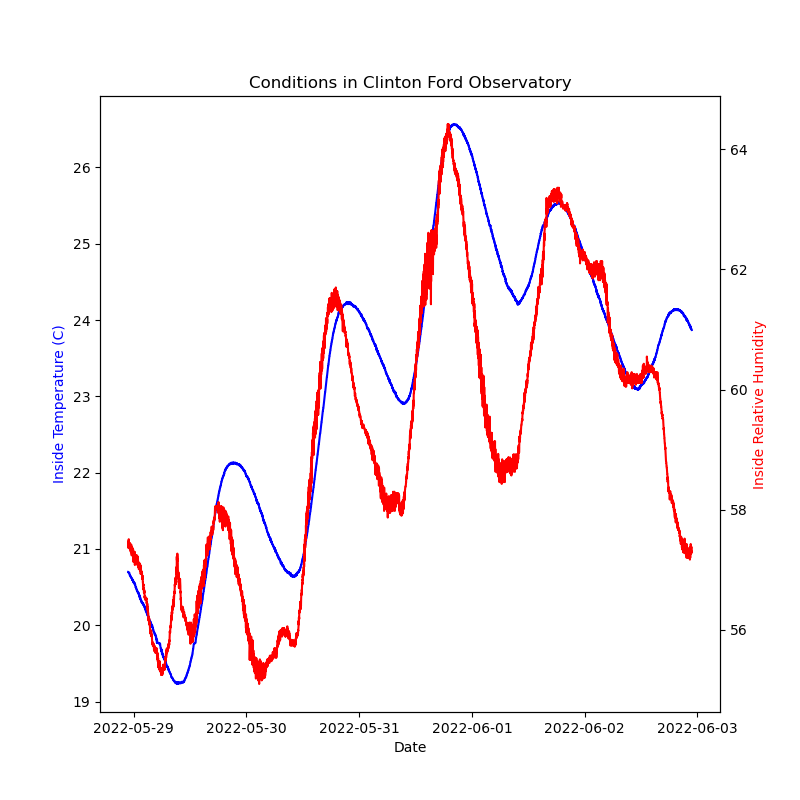 Conditions in Clinton Ford Observatory
26
25
24
23
22
21
20
19
Inside Temperature (C)
64
62
60
58
56
Inside Relative Humidity
2022-05-29 2022-05-30 2022-05-31 2022-06-01 2022-06-02 2022-06-03
Date